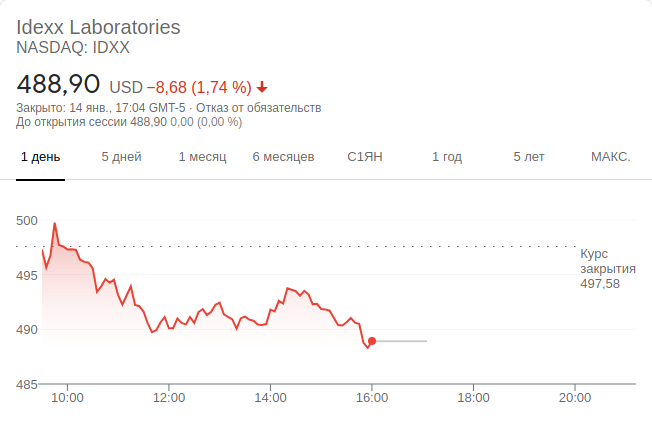 Idexx Laboratories
NASDAQ: IDXX
488,90 USD −8,68 (1,74 %)
Закрыто: 14 янв., 17:04 GMT-5 · Отказ от обязательств
До открытия сессии 488,90 0,00 (0,00 %)
1 день 5 дней 1 месяц 6 месяцев С1ЯН 1 год 5 лет МАКС.
500
Курс
закрытия
497,58
495
490
485
10:00 12:00 14:00 16:00 18:00 20:00